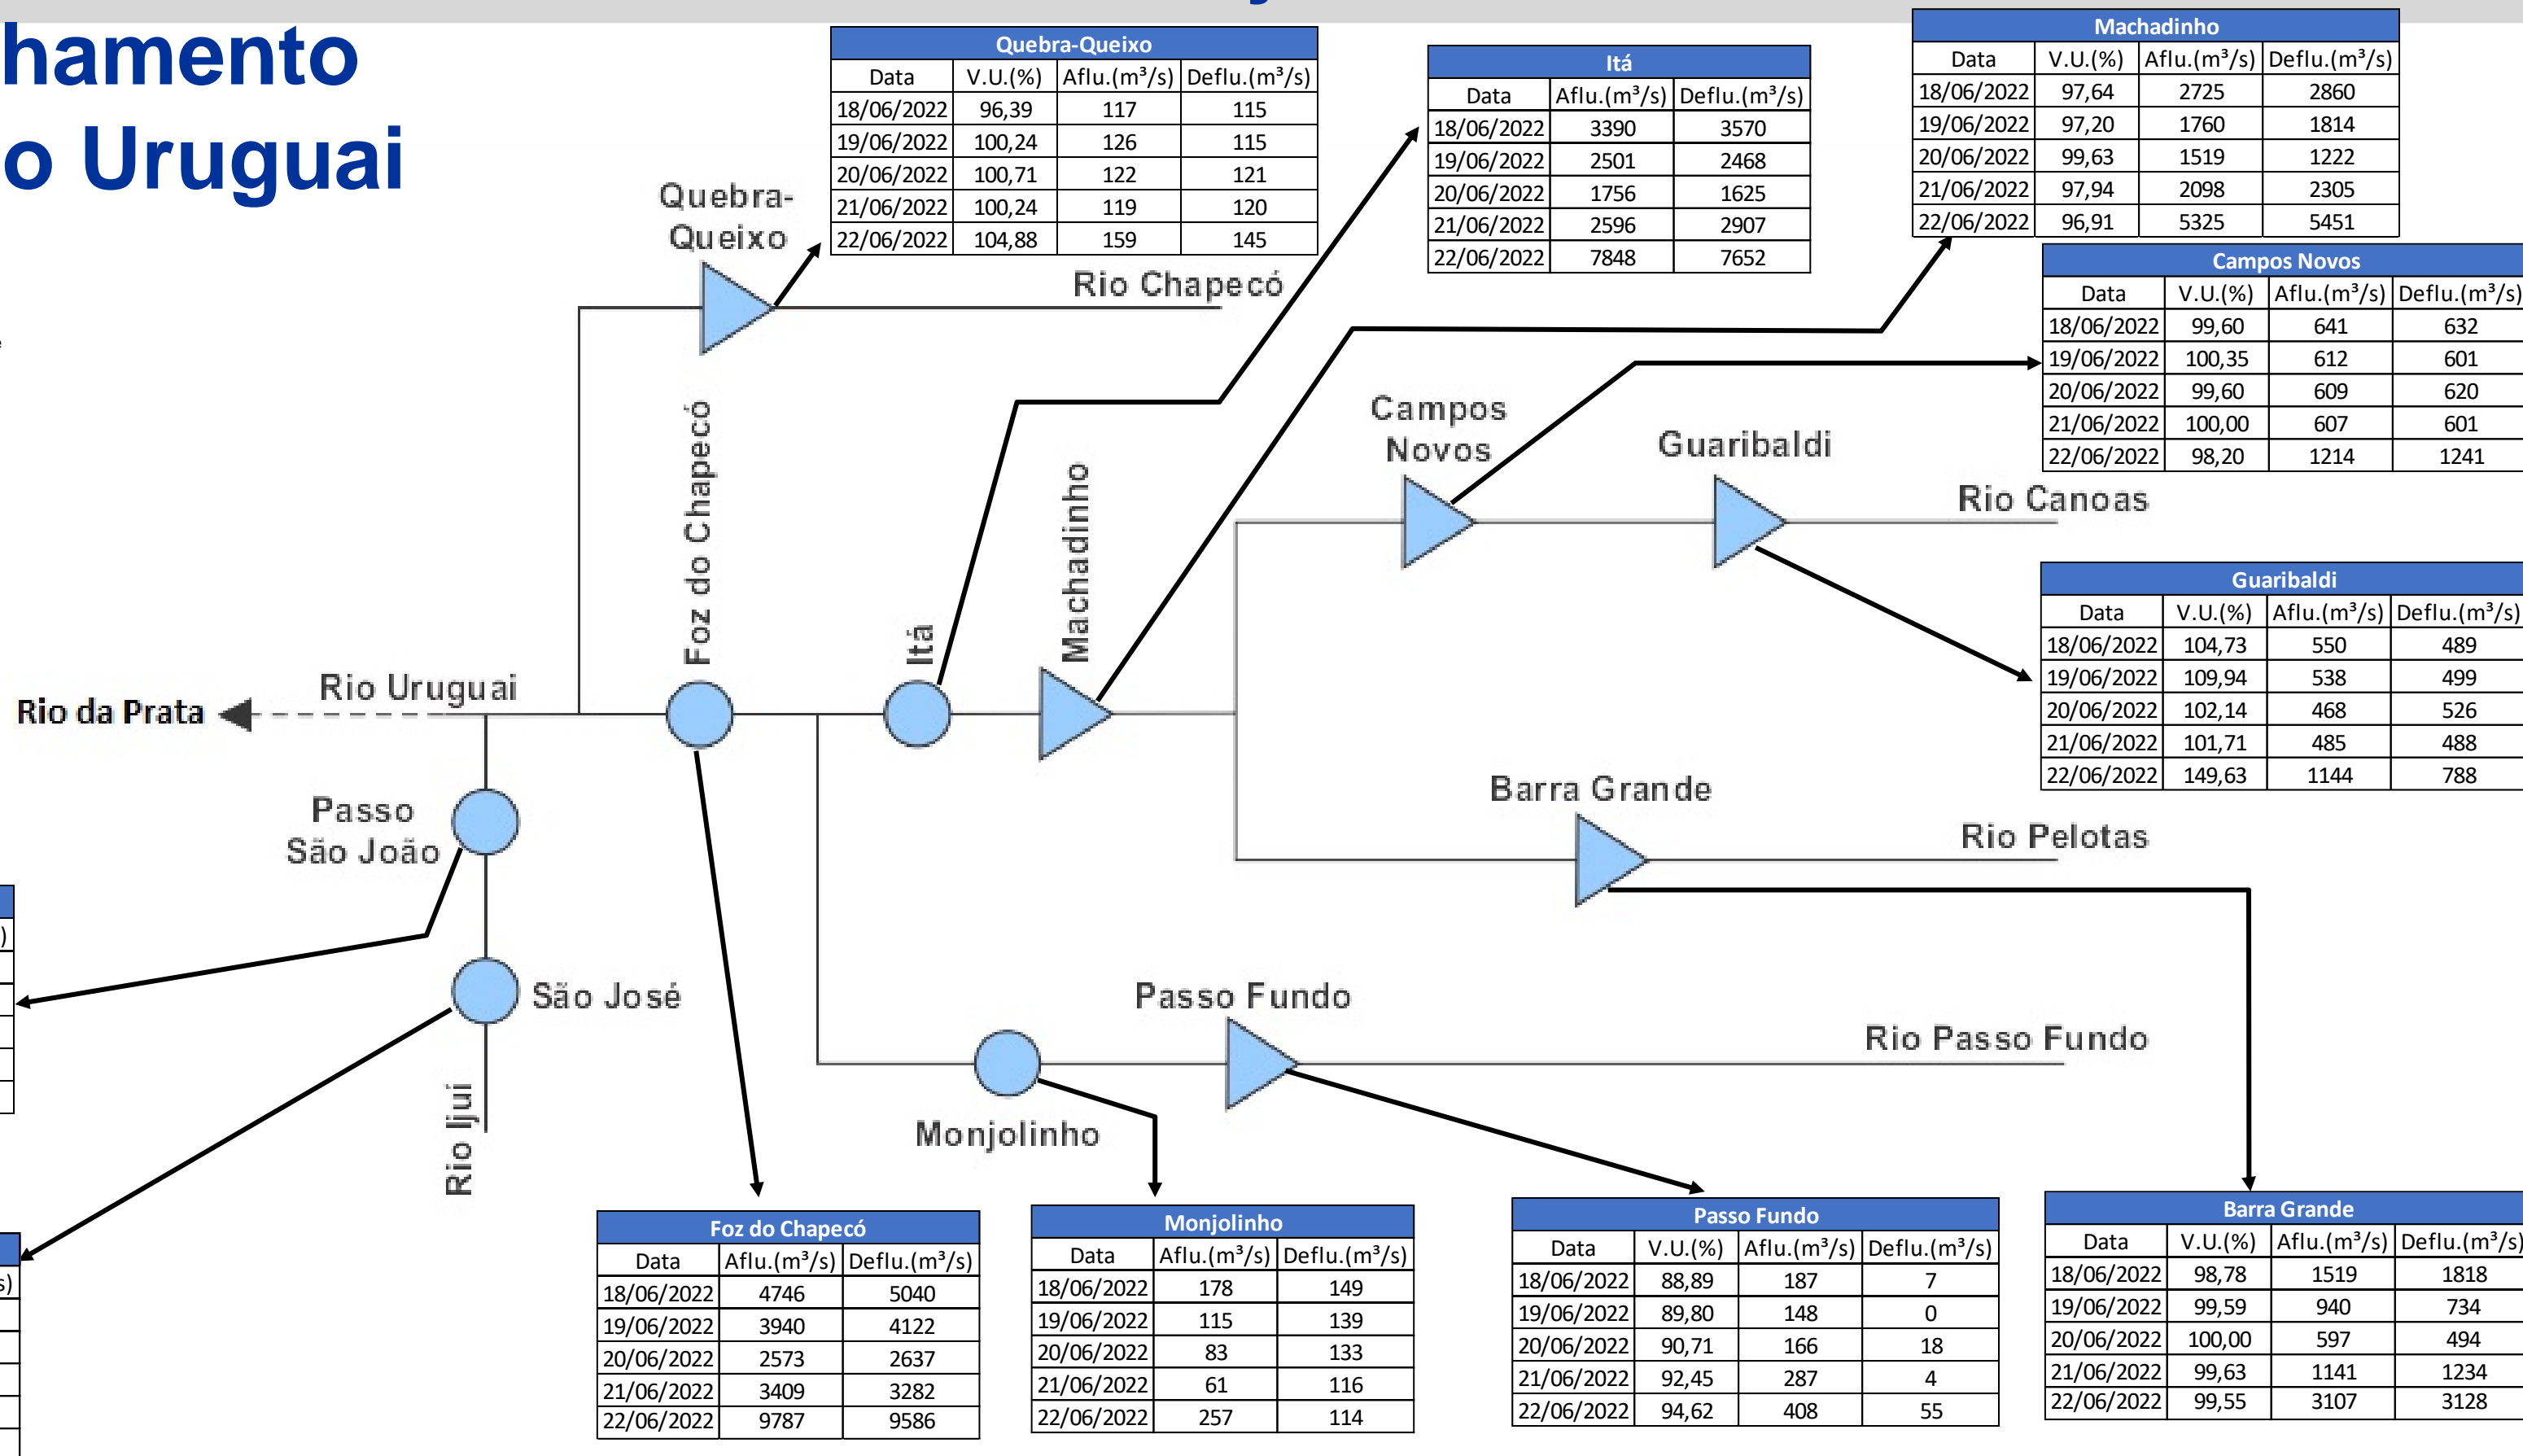 hamento
o Uruguai
Quebra-Queixo
Data V.U.(%) Aflu.(m³/s) Deflu.(m³/s)
18/06/2022 96,39 117 115
19/06/2022 100,24 126 115
20/06/2022 100,71 122 121
21/06/2022 100,24 119 120
22/06/2022 104,88 159 145
Itá
Data Aflu.(m³/s) Deflu.(m³/s)
18/06/2022 3390 3570
19/06/2022 2501 2468
20/06/2022 1756 1625
21/06/2022 2596 2907
22/06/2022 7848 7652
Machadinho
Data V.U.(%) Aflu.(m³/s) Deflu.(m³/s)
18/06/2022 97,64 2725 2860
19/06/2022 97,20 1760 1814
20/06/2022 99,63 1519 1222
21/06/2022 97,94 2098 2305
22/06/2022 96,91 5325 5451
Campos Novos
Data V.U.(%) Aflu.(m³/s) Deflu.(m³/s)
18/06/2022 99,60 641 632
19/06/2022 100,35 612 601
20/06/2022 99,60 609 620
21/06/2022 100,00 607 601
22/06/2022 98,20 1214 1241
Quebra-
Queixo
Rio Chapecó
Foz do Chapecó
Itá
Machadinho
Campos
Novos
Guaribaldi
Rio Canoas
Guaribaldi
Data V.U.(%) Aflu.(m³/s) Deflu.(m³/s)
18/06/2022 104,73 550 489
19/06/2022 109,94 538 499
20/06/2022 102,14 468 526
21/06/2022 101,71 485 488
22/06/2022 149,63 1144 788
Rio da Prata
Rio Uruguai
Passo
São João
Barra Grande
Rio Pelotas
São José
Rio Ijuí
Passo Fundo
Rio Passo Fundo
Monjolinho
)
s)
Foz do Chapecó
Data Aflu.(m³/s) Deflu.(m³/s)
18/06/2022 4746 5040
19/06/2022 3940 4122
20/06/2022 2573 2637
21/06/2022 3409 3282
22/06/2022 9787 9586
Monjolinho
Data Aflu.(m³/s) Deflu.(m³/s)
18/06/2022 178 149
19/06/2022 115 139
20/06/2022 83 133
21/06/2022 61 116
22/06/2022 257 114
Passo Fundo
Data V.U.(%) Aflu.(m³/s) Deflu.(m³/s)
18/06/2022 88,89 187 7
19/06/2022 89,80 148 0
20/06/2022 90,71 166 18
21/06/2022 92,45 287 4
22/06/2022 94,62 408 55
Barra Grande
Data V.U.(%) Aflu.(m³/s) Deflu.(m³/s)
18/06/2022 98,78 1519 1818
19/06/2022 99,59 940 734
20/06/2022 100,00 597 494
21/06/2022 99,63 1141 1234
22/06/2022 99,55 3107 3128